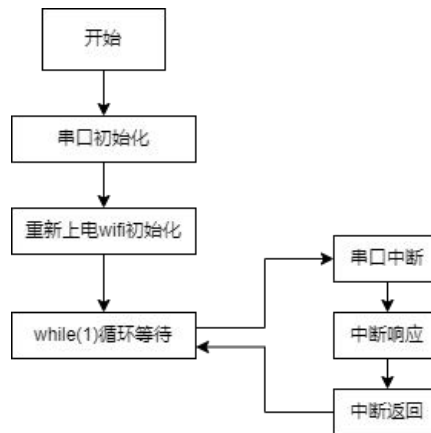 开始
串口初始化
重新上电wifi初始化
while(1)循环等待
串口中断
中断响应
中断返回